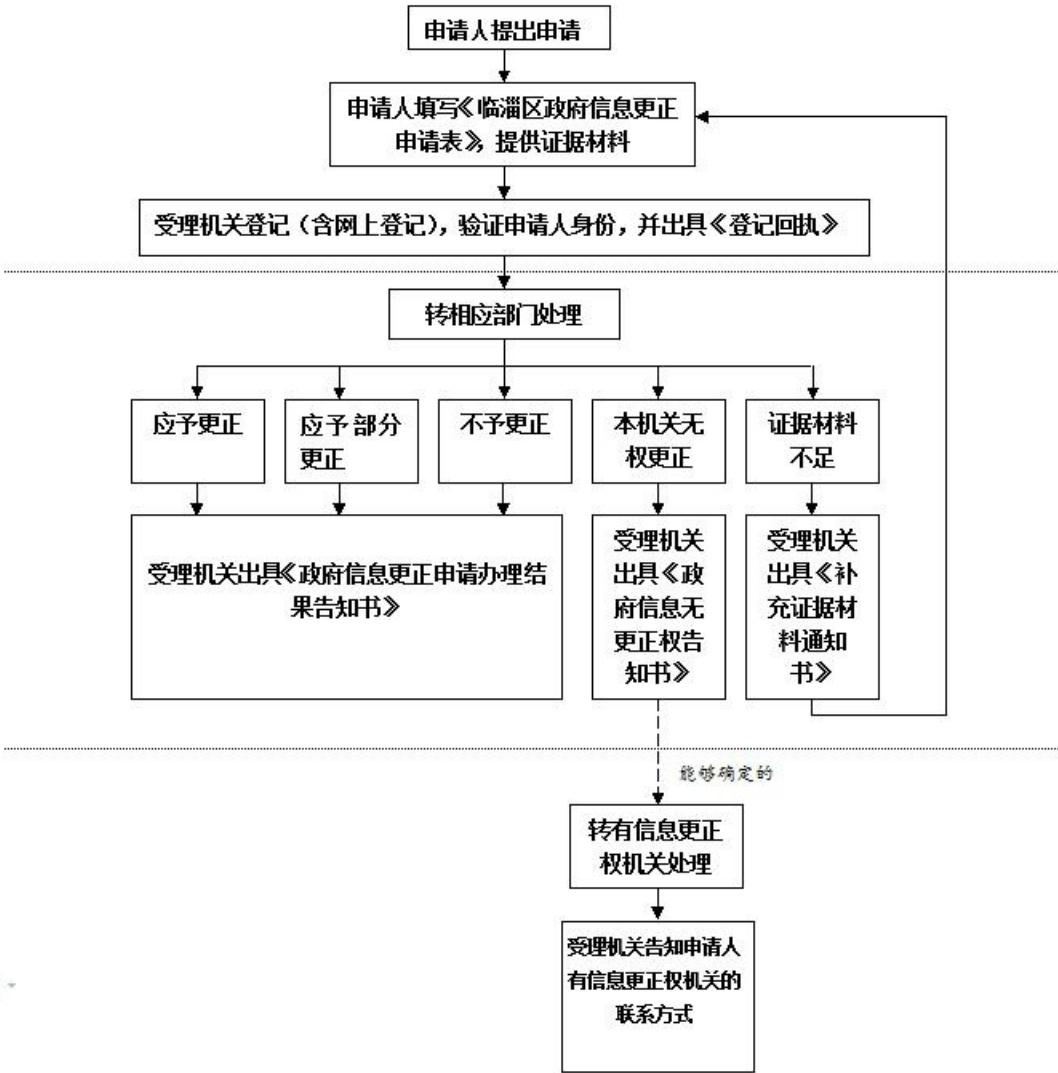 申请人提出申请
申请人填写《临淄区政府信息更正
申请表》，提供证据材料
受理机关登记（含网上登记），验证申请人身份，并出具《登记回执》
转相应部门处理
应予更正
应予部分
更正
不予更正
本机关无
权更正
证据材料
不足
受理机关出具《政府信息更正申请办理结
果告知书》
受理机关
出具《政
府信息无
更正权告
知书》
受理机关
出具《补
充证据材
料通知
书》
能够确定的
转有信息更正
权机关处理
受理机关告知申请人
有信息更正权机关的
联系方式